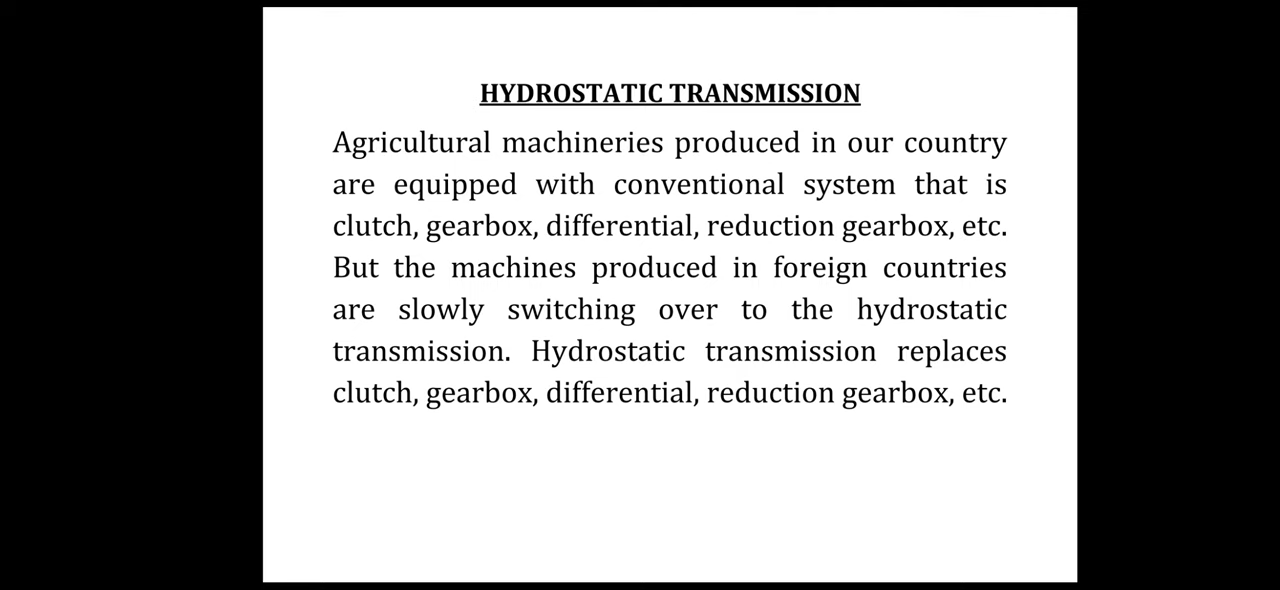 HYDROSTATIC TRANSMISSION
Agricultural machineries produced in our country
are equipped with conventional system that is
clutch, gearbox, differential, reduction gearbox, etc.
But the machines produced in foreign countries
are slowly switching over to the hydrostatic
transmission. Hydrostatic transmission replaces
clutch, gearbox, differential, reduction gearbox, etc.